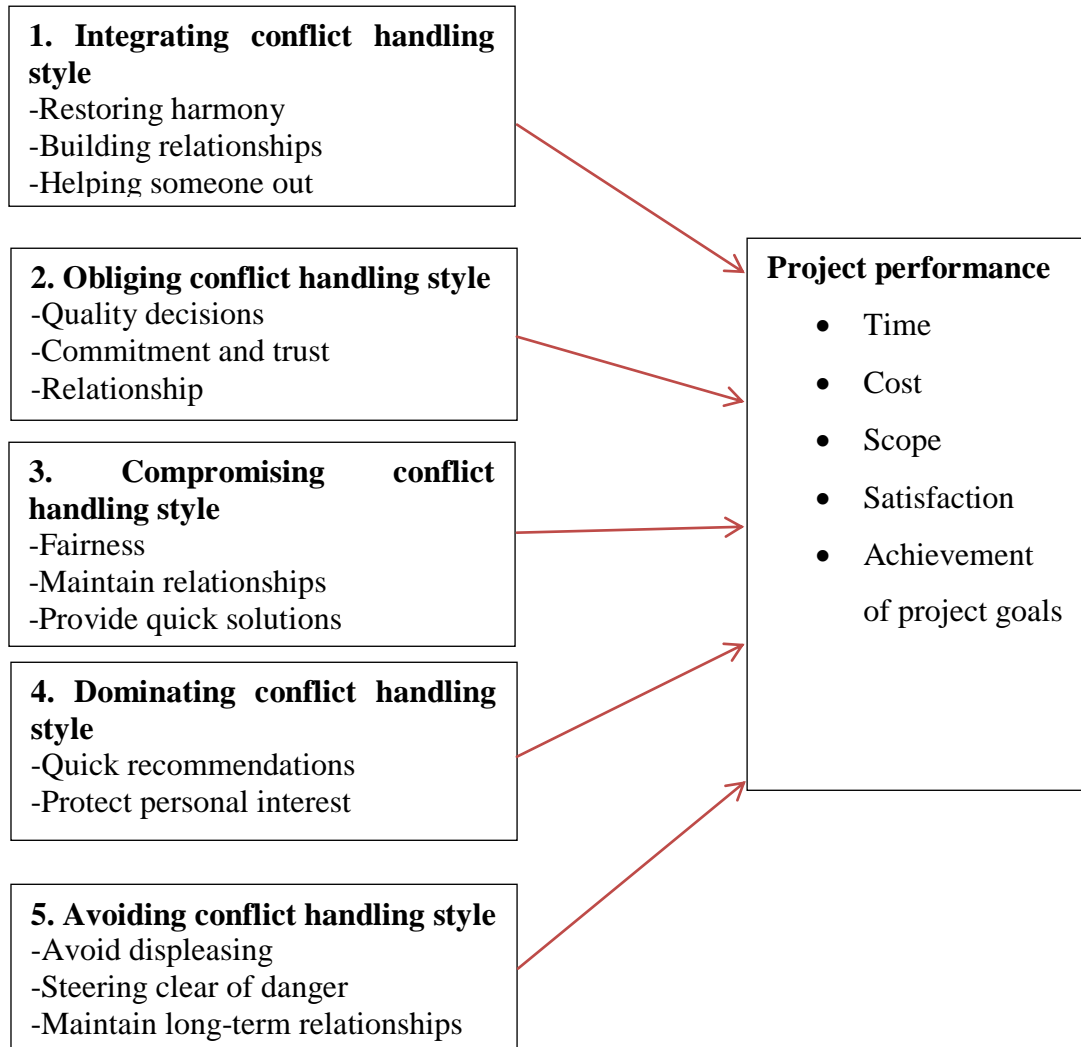 1. Integrating conflict handling
style
-Restoring harmony
-Building relationships
-Helping someone out
2. Obliging conflict handling style
-Quality decisions
-Commitment and trust
-Relationship
3. Compromising conflict
handling style
-Fairness
-Maintain relationships
-Provide quick solutions
4. Dominating conflict handling
style
-Quick recommendations
-Protect personal interest
5. Avoiding conflict handling style
-Avoid displeasing
-Steering clear of danger
-Maintain long-term relationships
Project performance
• Time
• Cost
• Scope
• Satisfaction
• Achievement
of project goals